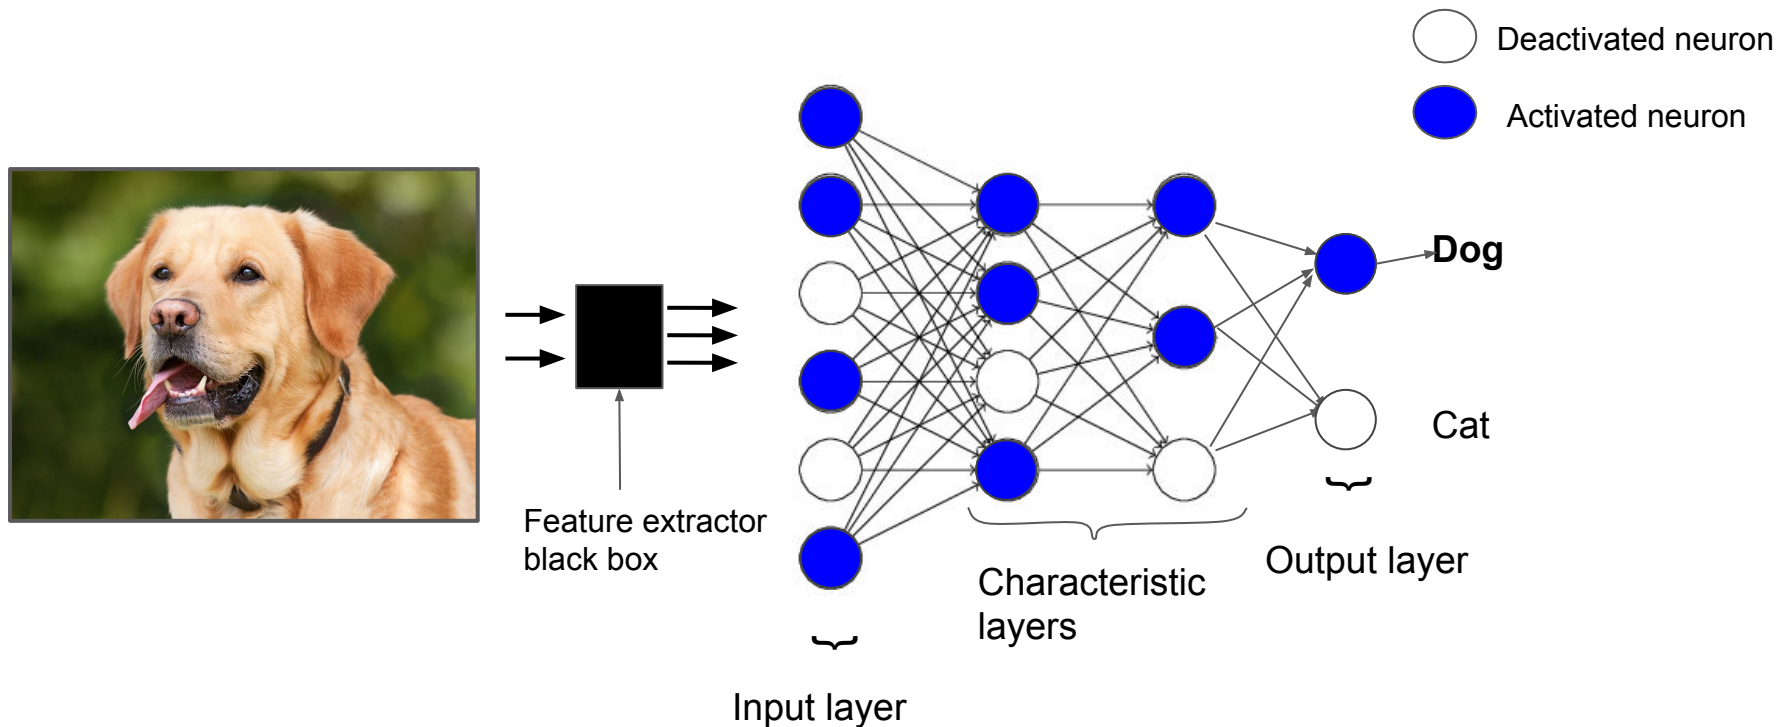 Deactivated neuron
Activated neuron
Dog
Cat
Feature extractor
black box
Characteristic
layers
Output layer
Input layer